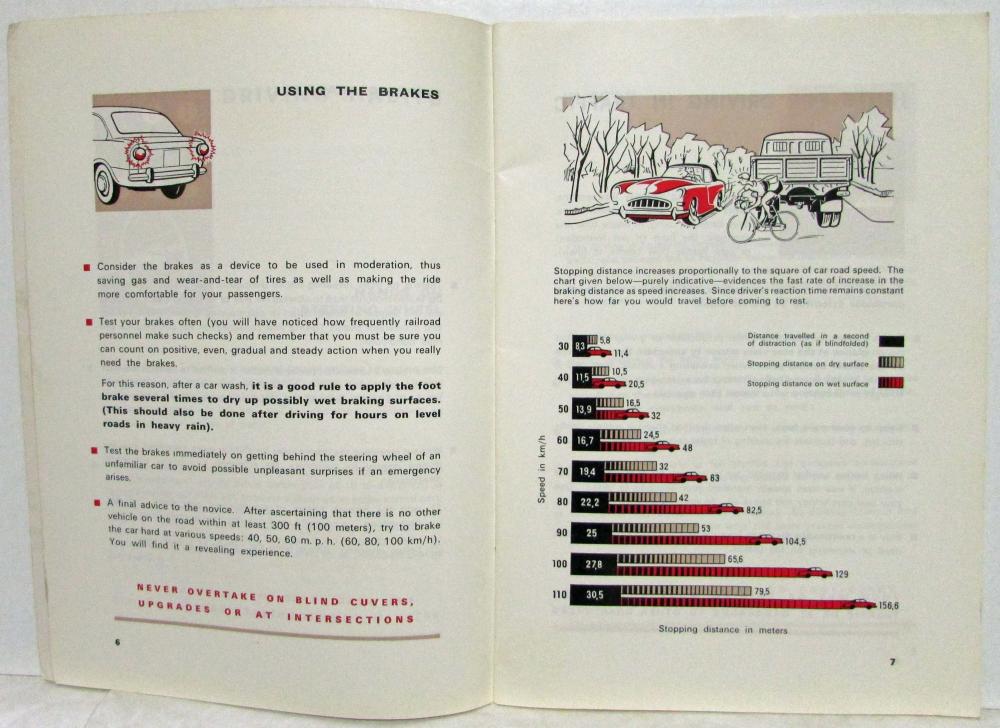 USING THE BRAKES
Consider the brakes as a device to be used in moderation, thus
saving gas and wear-and-tear of tires as well as making the ride
more comfortable for your passengers.
Test your brakes often (you will have noticed how frequently railroad
personnel make such checks) and remember that you must be sure you
can count on positive, even, gradual and steady action when you really
need the brakes.
For this reason, after a car wash, it is a good rule to apply the foot
brake several times to dry up possibly wet braking surfaces.
(This should also be done after driving for hours on level
roads in heavy rain).
Test the brakes immediately on getting behind the steering wheel of an
unfamiliar car to avoid possible unpleasant surprises if an emergency
arises.
A final advice to the novice. After ascertaining that there is no other
vehicle on the road within at least 300 ft (100 meters), try to brake
the car hard at various speeds: 40, 50, 60 m. p. h. (60, 80, 100 km/h).
You will find it a revealing experience.
NEVER OVERTAKE ON BLIND CUVERS,
UPGRADES OR AT INTERSECTIONS
6
Stopping distance increases proportionally to the square of car road speed. The
chart given below—purely indicative—evidences the fast rate of increase in the
braking distance as speed increases. Since driver's reaction time remains constant
here's how far you would travel before coming to rest.
Distance travelled in a second
of distraction (as if blindfolded)
Stopping distance on dry surface
Stopping distance on wet surface
Speed in km/h
30 8,3 5,8
11,4
40 11,5 10,5
20,5
50 13,9 16,5
32
60 16,7 24,5
48
70 19,4 32
63
80 22,2 42
82,5
90 25 53
104,5
100 27,8 65,6
129
110 30,5 79,5
156,6
Stopping distance in meters
7